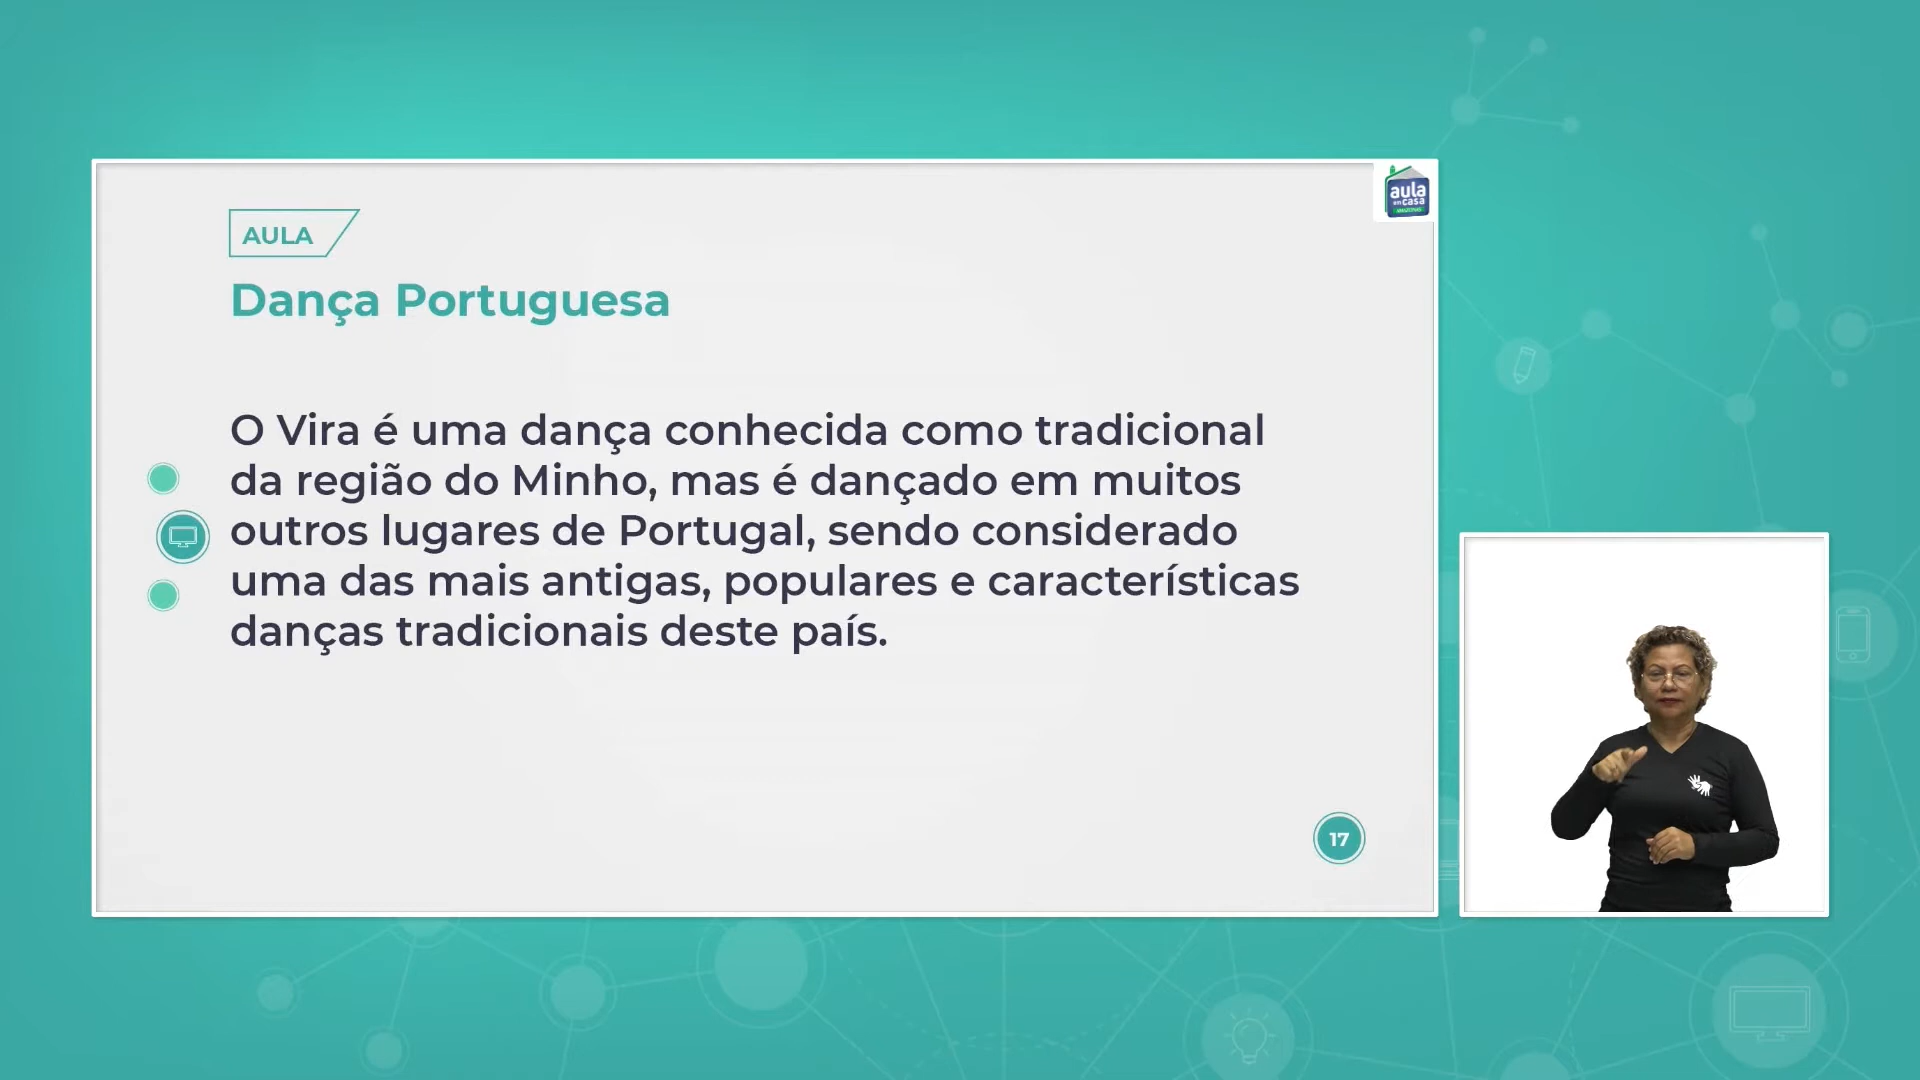 aula
em casa
AULA
Dança Portuguesa
O Vira é uma dança conhecida como tradicional
da região do Minho, mas é dançado em muitos
outros lugares de Portugal, sendo considerado
uma das mais antigas, populares e características
danças tradicionais deste país.
17